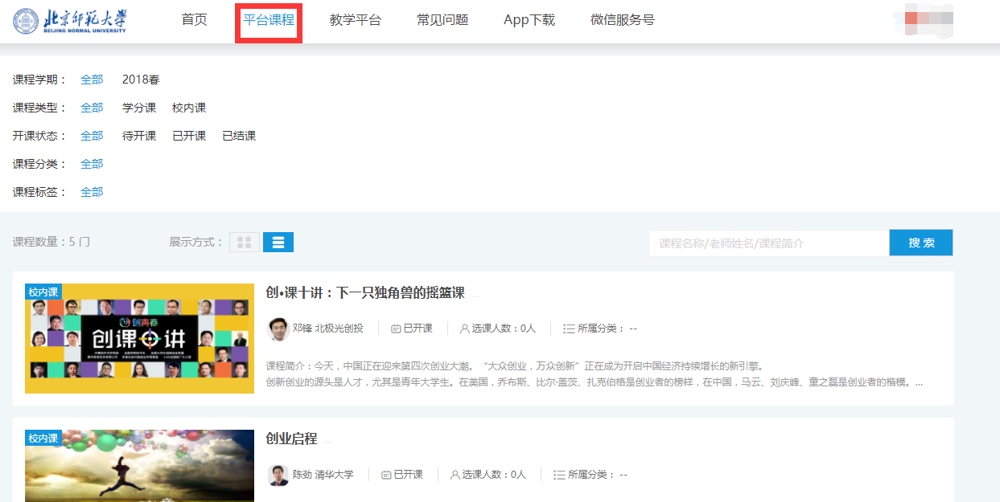 北京师范大学
BEIJING NORMAL UNIVERSITY
首页 平台课程 教学平台 常见问题 App下载 微信服务号
课程学期： 全部 2018春
课程类型： 全部 学分课 校内课
开课状态： 全部 待开课 已开课 已结课
课程分类： 全部
课程标签： 全部
课程数量：5 门 展示方式： 课程名称/老师姓名/课程简介 搜 索
校内课
创青春
创课十讲
创•课十讲：下一只独角兽的摇篮课
邓锋 北极光创投 已开课 选课人数：0人 所属分类： --
课程简介：今天，中国正在迎来第四次创业大潮。“大众创业，万众创新”正在成为开启中国经济持续增长的新引擎。
创新创业的源头是人才，尤其是青年大学生。在美国，乔布斯、比尔·盖茨、扎克伯格是创业者的榜样，在中国，马云、刘庆峰、童之磊是创业者的楷模。...
校内课
创业启程
陈劲 清华大学 已开课 选课人数：0人 所属分类： --